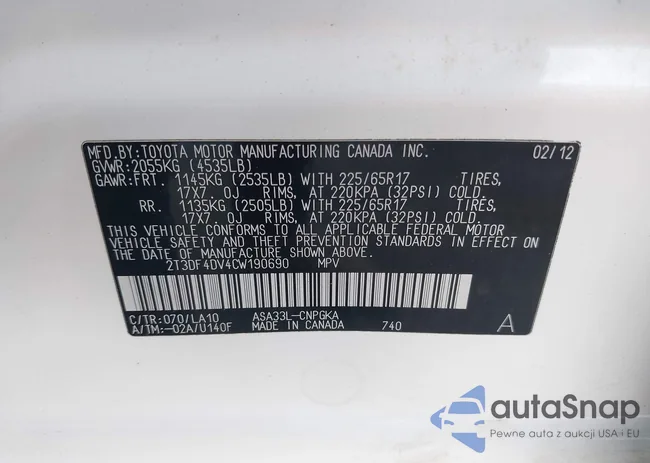 MFD.BY:TOYOTA MOTOR MANUFACTURING CANADA INC. 02/12
GVWR:2055KG (4535LB)
GAWR:FRT. 1145KG (2535LB) WITH 225/65R17 TIRES,
17X7.0J RIMS, AT 220KPA (32PSI) COLD.
RR. 1135KG (2505LB) WITH 225/65R17 TIRES,
17X7.0J RIMS, AT 220KPA (32PSI) COLD.
THIS VEHICLE CONFORMS TO ALL APPLICABLE FEDERAL MOTOR
VEHICLE SAFETY AND THEFT PREVENTION STANDARDS IN EFFECT ON
THE DATE OF MANUFACTURE SHOWN ABOVE.
2T3DF4DV4CW190690 MPV
C/TR:070/LA10 ASA33L-CNPGKA
A/TM:-02A/U140F MADE IN CANADA 740 A
autaSnap
Pewne auta z aukcji USA i EU